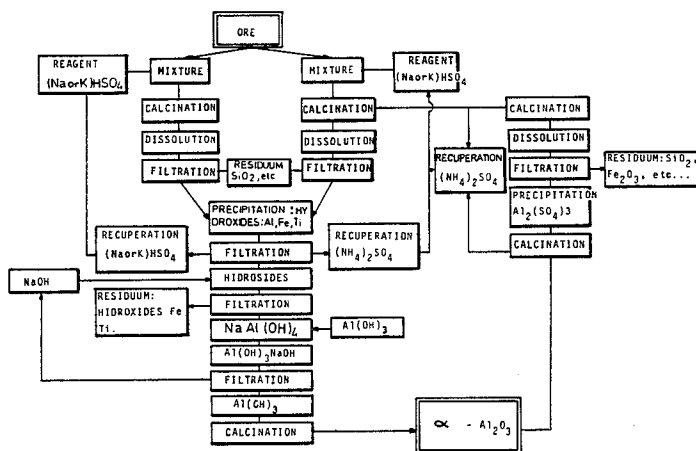 ORE
REAGENT
(NaorK)HSO4
MIXTURE
MIXTURE
REAGENT
(NaorK)HSO4
CALCINATION
CALCINATION
CALCINATION
DISSOLUTION
DISSOLUTION
DISSOLUTION
FILTRATION
RESIDUUM
SiO2,etc
FILTRATION
RECUPERATION
(NH4)2SO4
FILTRATION
RESIDUUM:SiO2,
Fe2O3, etc...
PRECIPITATION :HY
DROXIDES:Al,Fe,Ti
PRECIPITATION
Al2(SO4)3
RECUPERATION
(NaorK)HSO4
FILTRATION
RECUPERATION
(NH4)2SO4
CALCINATION
NaOH
HIDROSIDES
RESIDUUM:
HIDROXIDES Fe
Ti.
FILTRATION
NaAl(OH)4
Al(OH)3
Al(OH)3NaOH
FILTRATION
Al(OH)3
CALCINATION
∝ - Al2O3